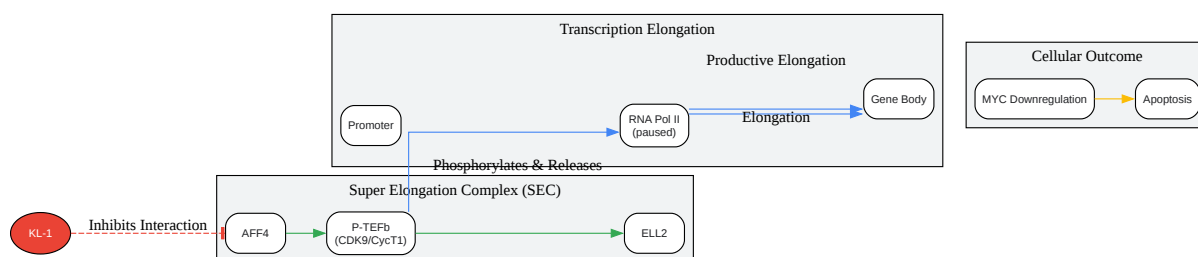 Transcription Elongation
Productive Elongation
Promoter
RNA Pol II
(paused)
Elongation
Gene Body
Phosphorylates & Releases
Cellular Outcome
MYC Downregulation
Apoptosis
Super Elongation Complex (SEC)
KL-1
Inhibits Interaction
AFF4
P-TEFb
(CDK9/CycT1)
ELL2